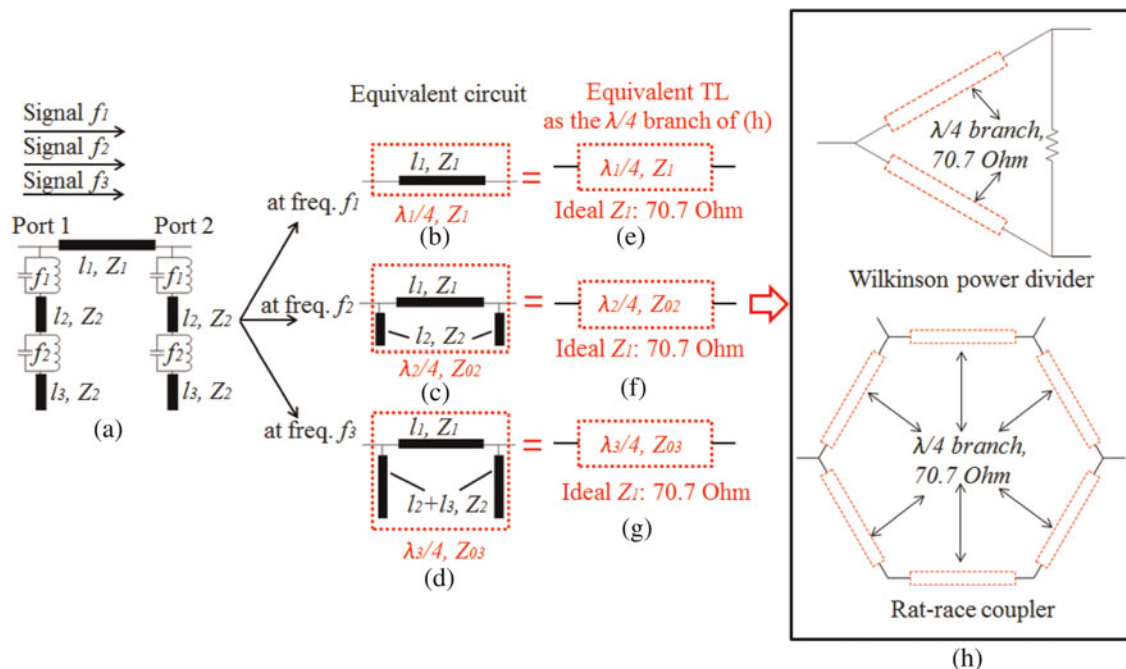 Signal f1
Signal f2
Signal f3
Port 1 Port 2
l1, Z1
f1 f1
l2, Z2 l2, Z2
f2 f2
l3, Z2 l3, Z2
(a)
at freq. f1
at freq. f2
at freq. f3
Equivalent circuit
l1, Z1
λ1/4, Z1
(b)
l1, Z1
l2, Z2
λ2/4, Z02
(c)
l1, Z1
l2+l3, Z2
λ3/4, Z03
(d)
=
=
=
Equivalent TL
as the λ/4 branch of (h)
λ1/4, Z1
Ideal Z1: 70.7 Ohm
(e)
λ2/4, Z02
Ideal Z1: 70.7 Ohm
(f)
λ3/4, Z03
Ideal Z1: 70.7 Ohm
(g)
λ/4 branch,
70.7 Ohm
Wilkinson power divider
λ/4 branch,
70.7 Ohm
Rat-race coupler
(h)